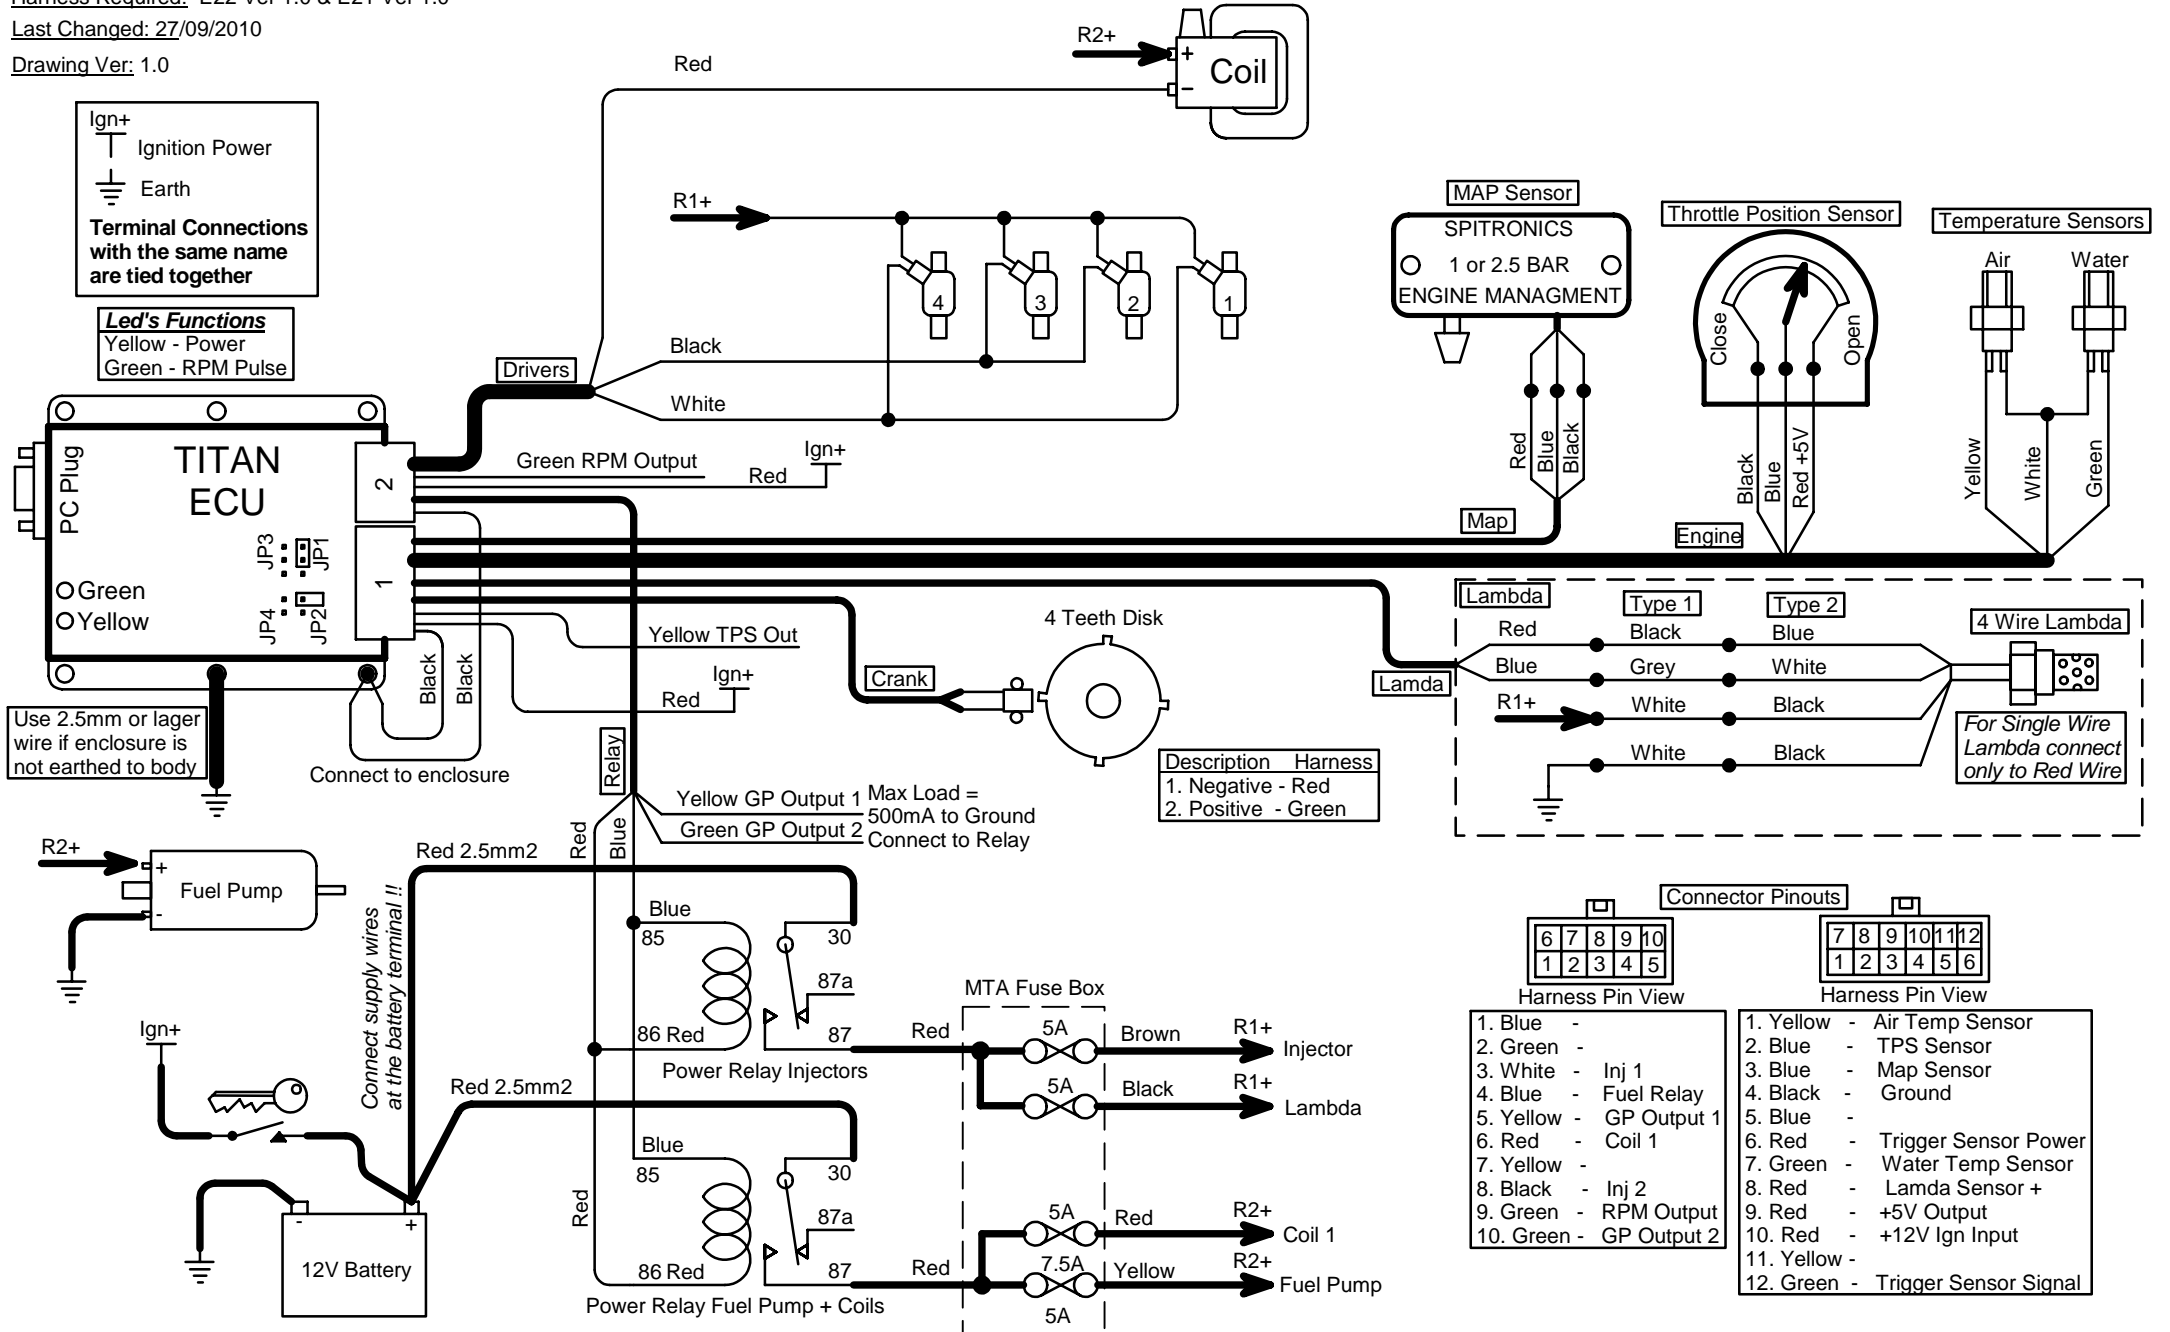 Harness Required: E22 Ver 1.0 & E21 Ver 1.0
Last Changed: 27/09/2010
Drawing Ver: 1.0
Ign+
Ignition Power
Earth
Terminal Connections
with the same name
are tied together
Led's Functions
Yellow - Power
Green - RPM Pulse
R2+
+
-
Coil
Red
R1+
4
3
2
1
Drivers
Black
White
MAP Sensor
SPITRONICS
1 or 2.5 BAR
ENGINE MANAGMENT
Red
Blue
Black
Map
Throttle Position Sensor
Close
Open
Black
Blue
Red +5V
Engine
Temperature Sensors
Air
Water
Yellow
White
Green
PC Plug
TITAN
ECU
2
1
JP3
JP1
JP4
JP2
Green
Yellow
Green RPM Output
Red
Ign+
Yellow TPS Out
Red
Ign+
Black
Black
Connect to enclosure
Use 2.5mm or lager
wire if enclosure is
not earthed to body
Crank
4 Teeth Disk
Description Harness
1. Negative - Red
2. Positive - Green
Lamda
Lambda
Type 1
Type 2
4 Wire Lambda
Red
Black
Blue
Blue
Grey
White
R1+
White
Black
White
Black
For Single Wire
Lambda connect
only to Red Wire
Relay
Yellow GP Output 1
Green GP Output 2
Max Load =
500mA to Ground
Connect to Relay
Red
Blue
R2+
+
-
Fuel Pump
Red 2.5mm2
Connect supply wires
at the battery terminal !!
Blue
85
30
87a
86 Red
87
Power Relay Injectors
Red
MTA Fuse Box
5A
Brown
R1+
Injector
5A
Black
R1+
Lambda
Ign+
Red 2.5mm2
-
+
12V Battery
Red
Blue
85
30
87a
86 Red
87
Power Relay Fuel Pump + Coils
Red
5A
Red
R2+
Coil 1
7.5A
Yellow
R2+
Fuel Pump
5A
Connector Pinouts
6 7 8 9 10
1 2 3 4 5
Harness Pin View
1. Blue -
2. Green -
3. White - Inj 1
4. Blue - Fuel Relay
5. Yellow - GP Output 1
6. Red - Coil 1
7. Yellow -
8. Black - Inj 2
9. Green - RPM Output
10. Green - GP Output 2
7 8 9 10 11 12
1 2 3 4 5 6
Harness Pin View
1. Yellow - Air Temp Sensor
2. Blue - TPS Sensor
3. Blue - Map Sensor
4. Black - Ground
5. Blue -
6. Red - Trigger Sensor Power
7. Green - Water Temp Sensor
8. Red - Lamda Sensor +
9. Red - +5V Output
10. Red - +12V Ign Input
11. Yellow -
12. Green - Trigger Sensor Signal